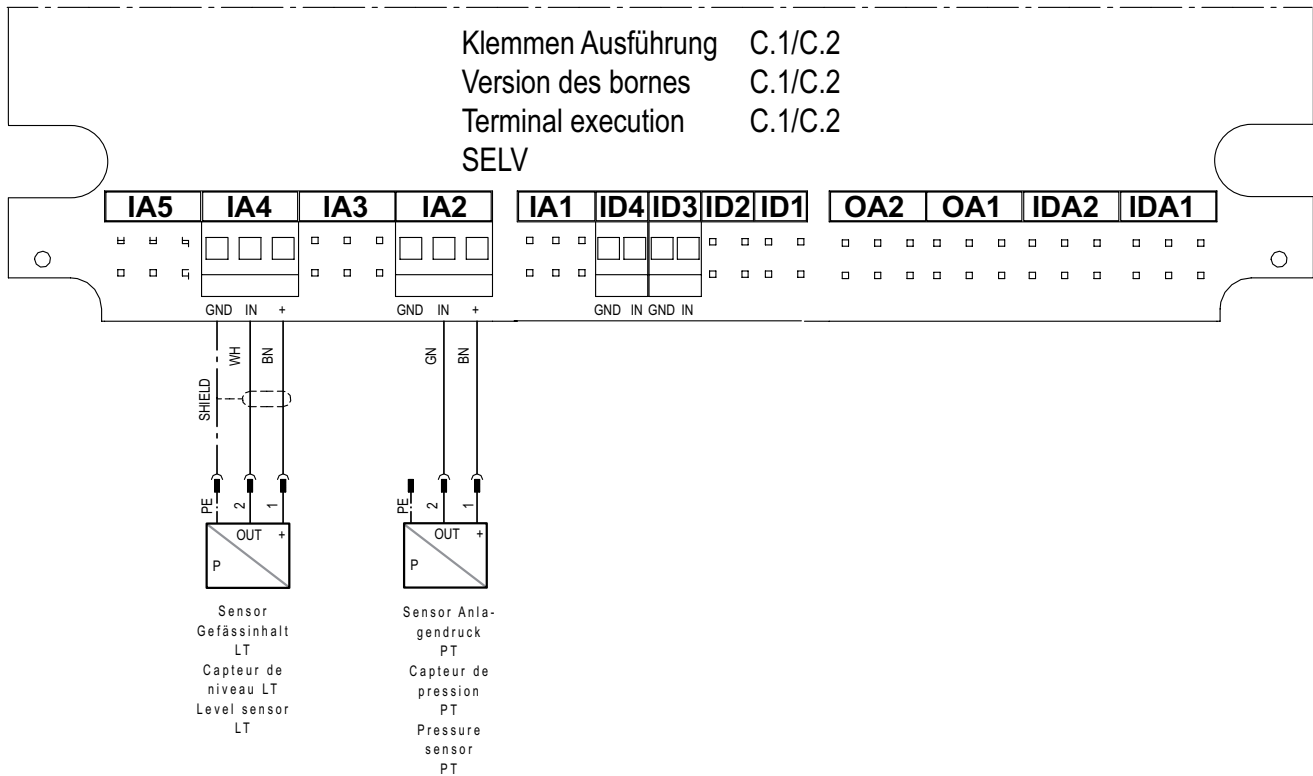 Klemmen Ausführung C.1/C.2
Version des bornes C.1/C.2
Terminal execution C.1/C.2
SELV
IA5 IA4 IA3 IA2 IA1 ID4 ID3 ID2 ID1 OA2 OA1 IDA2 IDA1
GND IN + GND IN + GND IN GND IN
SHIELD WH BN GN BN
PE 2 1 PE 2 1
OUT + OUT +
P P
Sensor
Gefässinhalt
LT
Capteur de
niveau LT
Level sensor
LT
Sensor Anla-
gendruck
PT
Capteur de
pression
PT
Pressure
sensor
PT